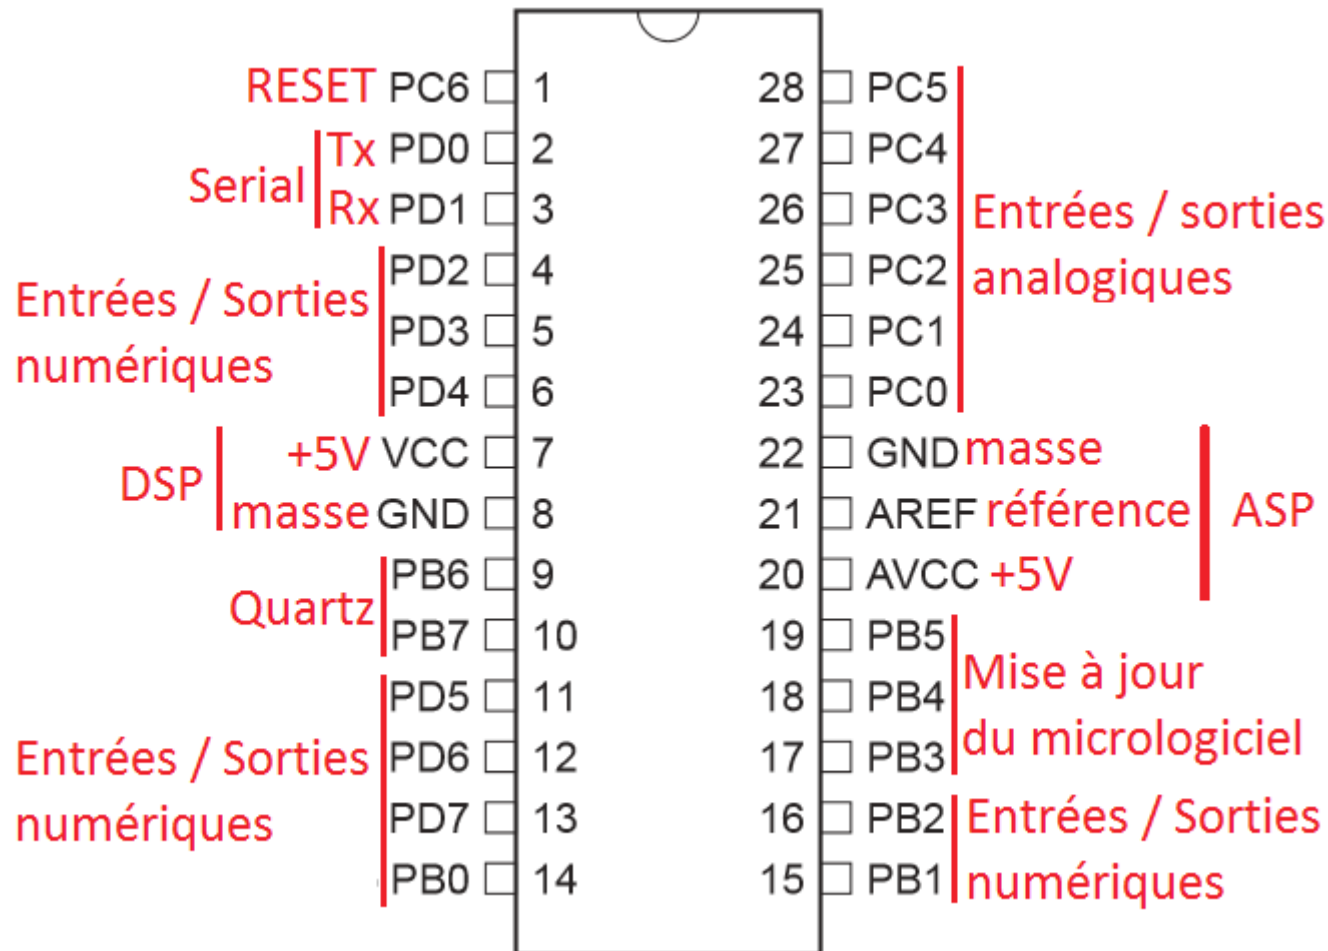 RESET PC6 1 28 PC5
Tx PD0 2 27 PC4
Serial
Rx PD1 3 26 PC3 Entrées / sorties
PD2 4 25 PC2 analogiques
Entrées / Sorties
PD3 5 24 PC1
numériques
PD4 6 23 PC0
+5V VCC 7 22 GND masse
DSP
masse GND 8 21 AREF référence ASP
PB6 9 20 AVCC +5V
Quartz
PB7 10 19 PB5
Mise à jour
PD5 11 18 PB4
du micrologiciel
Entrées / Sorties PD6 12 17 PB3
numériques PD7 13 16 PB2 Entrées / Sorties
PB0 14 15 PB1 numériques